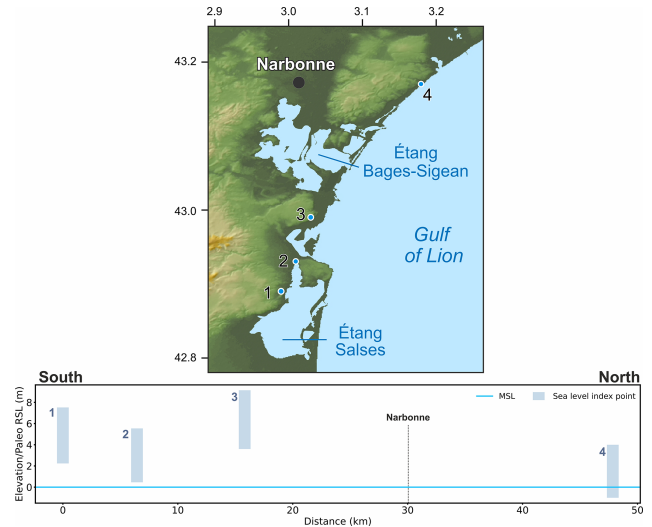 2.9 3.0 3.1 3.2
43.2
Narbonne
4
Étang
Bages-Sigean
43.0
3
Gulf
of Lion
2
1
Étang
Salses
42.8
South
North
Elevation/Paleo RSL (m)
8
6
4
2
0
1
2
3
4
Narbonne
MSL
Sea level index point
0 10 20 30 40 50
Distance (km)